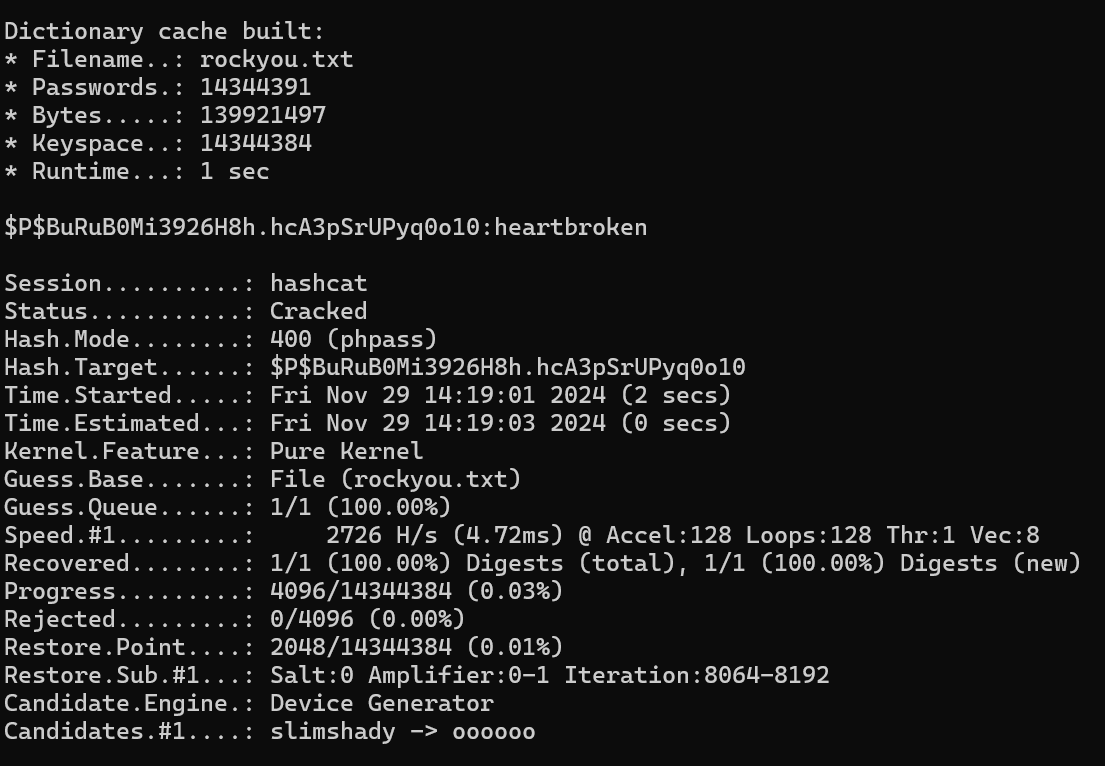 Dictionary cache built:
* Filename..: rockyou.txt
* Passwords.: 14344391
* Bytes.....: 139921497
* Keyspace..: 14344384
* Runtime...: 1 sec

$P$BuRuB0Mi3926H8h.hcA3pSrUPyq0o10:heartbroken

Session..........: hashcat
Status...........: Cracked
Hash.Mode........: 400 (phpass)
Hash.Target......: $P$BuRuB0Mi3926H8h.hcA3pSrUPyq0o10
Time.Started.....: Fri Nov 29 14:19:01 2024 (2 secs)
Time.Estimated...: Fri Nov 29 14:19:03 2024 (0 secs)
Kernel.Feature...: Pure Kernel
Guess.Base.......: File (rockyou.txt)
Guess.Queue......: 1/1 (100.00%)
Speed.#1.........:     2726 H/s (4.72ms) @ Accel:128 Loops:128 Thr:1 Vec:8
Recovered........: 1/1 (100.00%) Digests (total), 1/1 (100.00%) Digests (new)
Progress.........: 4096/14344384 (0.03%)
Rejected.........: 0/4096 (0.00%)
Restore.Point....: 2048/14344384 (0.01%)
Restore.Sub.#1...: Salt:0 Amplifier:0-1 Iteration:8064-8192
Candidate.Engine.: Device Generator
Candidates.#1....: slimshady -> oooooo